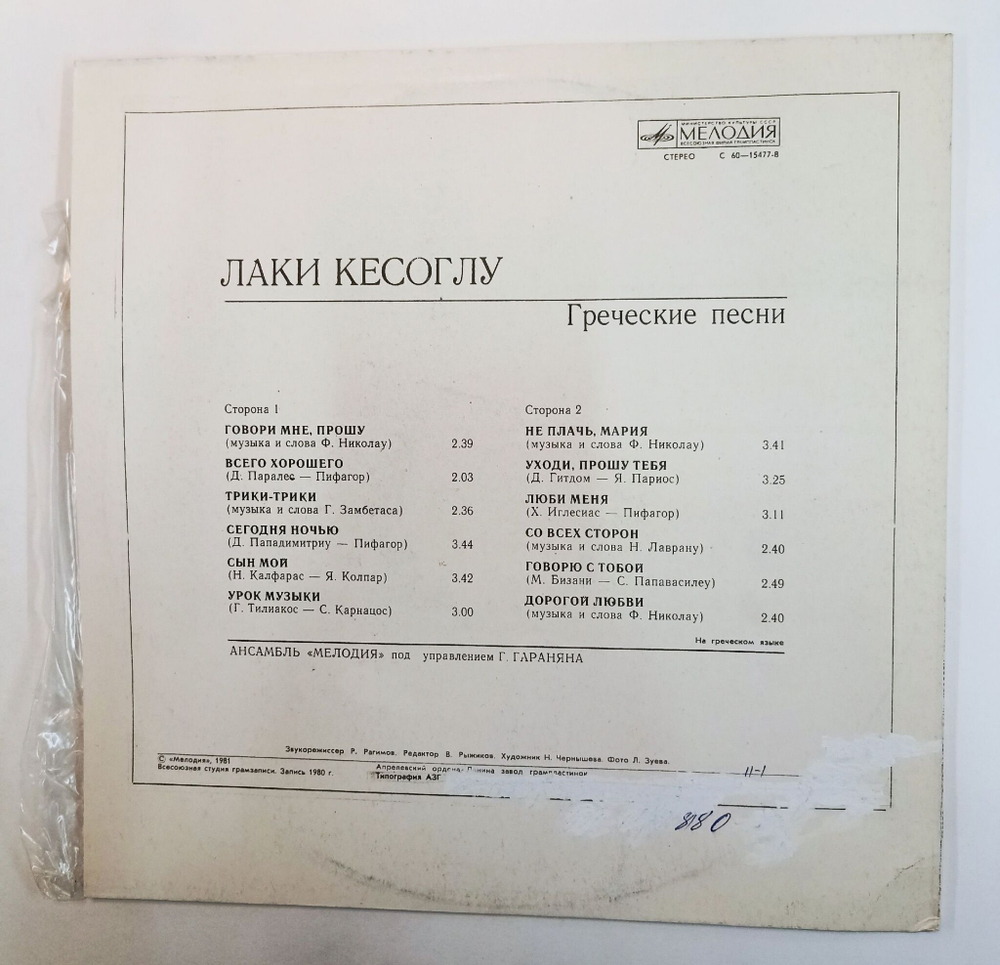 МИНИСТЕРСТВО КУЛЬТУРЫ СССР
МЕЛОДИЯ
ВСЕСОЮЗНАЯ ФИРМА ГРАМПЛАСТИНОК
СТЕРЕО С 60—15477-8
ЛАКИ КЕСОГЛУ
Греческие песни
Сторона 1
ГОВОРИ МНЕ, ПРОШУ
(музыка и слова Ф. Николау) 2.39
ВСЕГО ХОРОШЕГО
(Д. Паралес — Пифагор) 2.03
ТРИКИ-ТРИКИ
(музыка и слова Г. Замбетаса) 2.36
СЕГОДНЯ НОЧЬЮ
(Д. Пападимитриу — Пифагор) 3.44
СЫН МОЙ
(Н. Калфарас — Я. Колпар) 3.42
УРОК МУЗЫКИ
(Г. Тилиакос — С. Карнацос) 3.00
Сторона 2
НЕ ПЛАЧЬ, МАРИЯ
(музыка и слова Ф. Николау) 3.41
УХОДИ, ПРОШУ ТЕБЯ
(Д. Гитдом — Я. Париос) 3.25
ЛЮБИ МЕНЯ
(Х. Иглесиас — Пифагор) 3.11
СО ВСЕХ СТОРОН
(музыка и слова Н. Лаврану) 2.40
ГОВОРЮ С ТОБОЙ
(М. Бизани — С. Папавасилеу) 2.49
ДОРОГОЙ ЛЮБВИ
(музыка и слова Ф. Николау) 2.40
На греческом языке
АНСАМБЛЬ «МЕЛОДИЯ» под управлением Г. ГАРАНЯНА
Звукорежиссер Р. Рагимов. Редактор В. Рыжиков. Художник Н. Чернышева. Фото Л. Зуева.
© «Мелодия», 1981
Всесоюзная студия грамзаписи. Запись 1980 г.
Апрелевский ордена Ленина завод грампластинок
Типография АЗГ
11-1